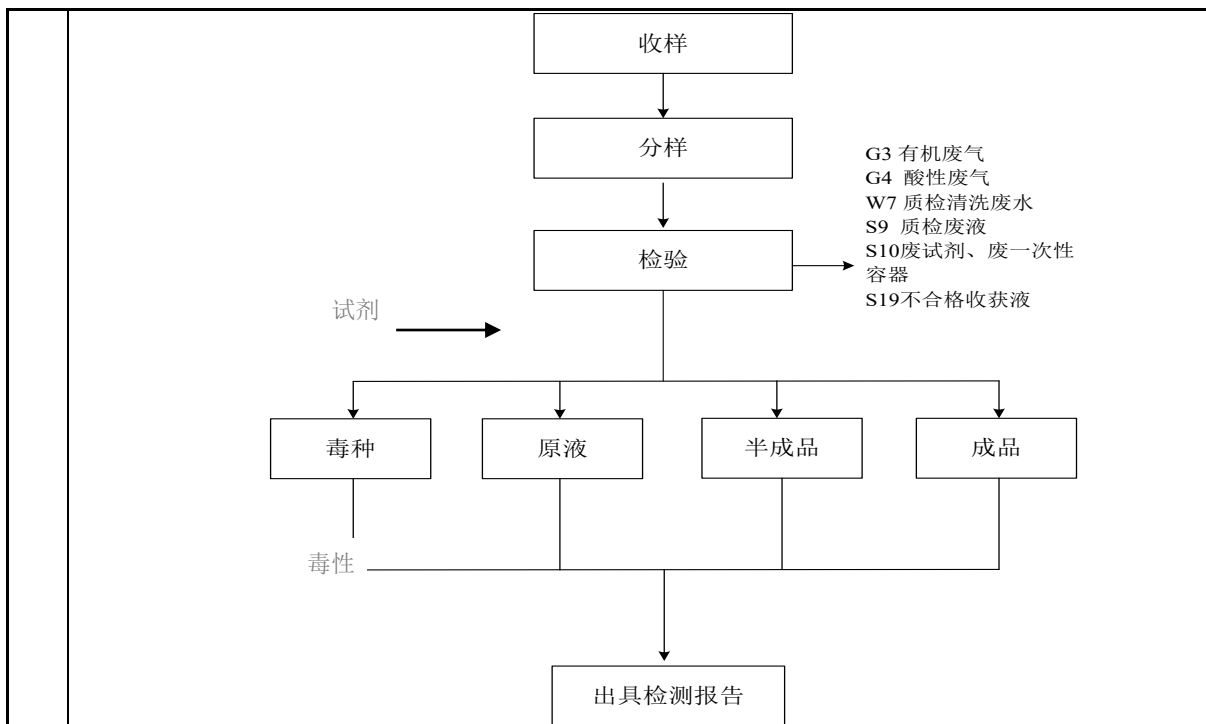 收样
分样
G3 有机废气
G4 酸性废气
W7 质检清洗废水
S9 质检废液
S10废试剂、废一次性
容器
S19不合格收获液
检验
试剂
毒种
原液
半成品
成品
毒性
出具检测报告